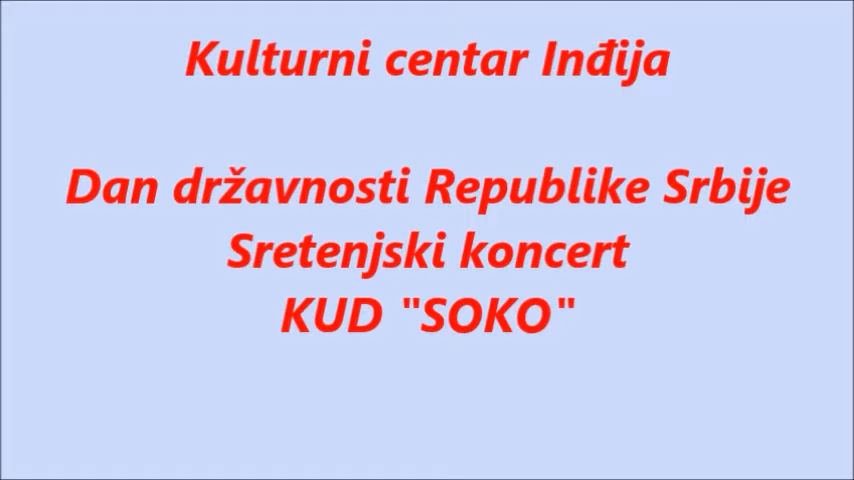 Kulturni centar Inđija
Dan državnosti Republike Srbije
Sretenjski koncert
KUD "SOKO"